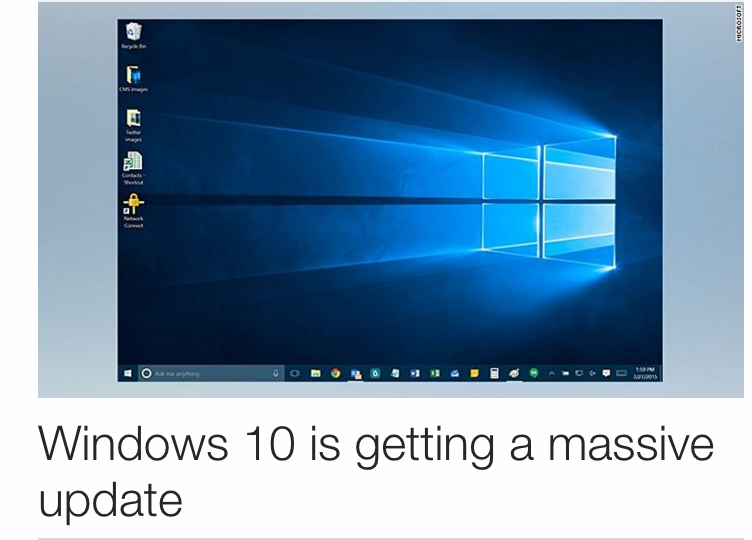 MICROSOFT
Recycle Bin
CMS images
Twitter
images
Contacts -
Shortcut
Network
Connect
Ask me anything
1:59 PM
7/27/2015
Windows 10 is getting a massive
update